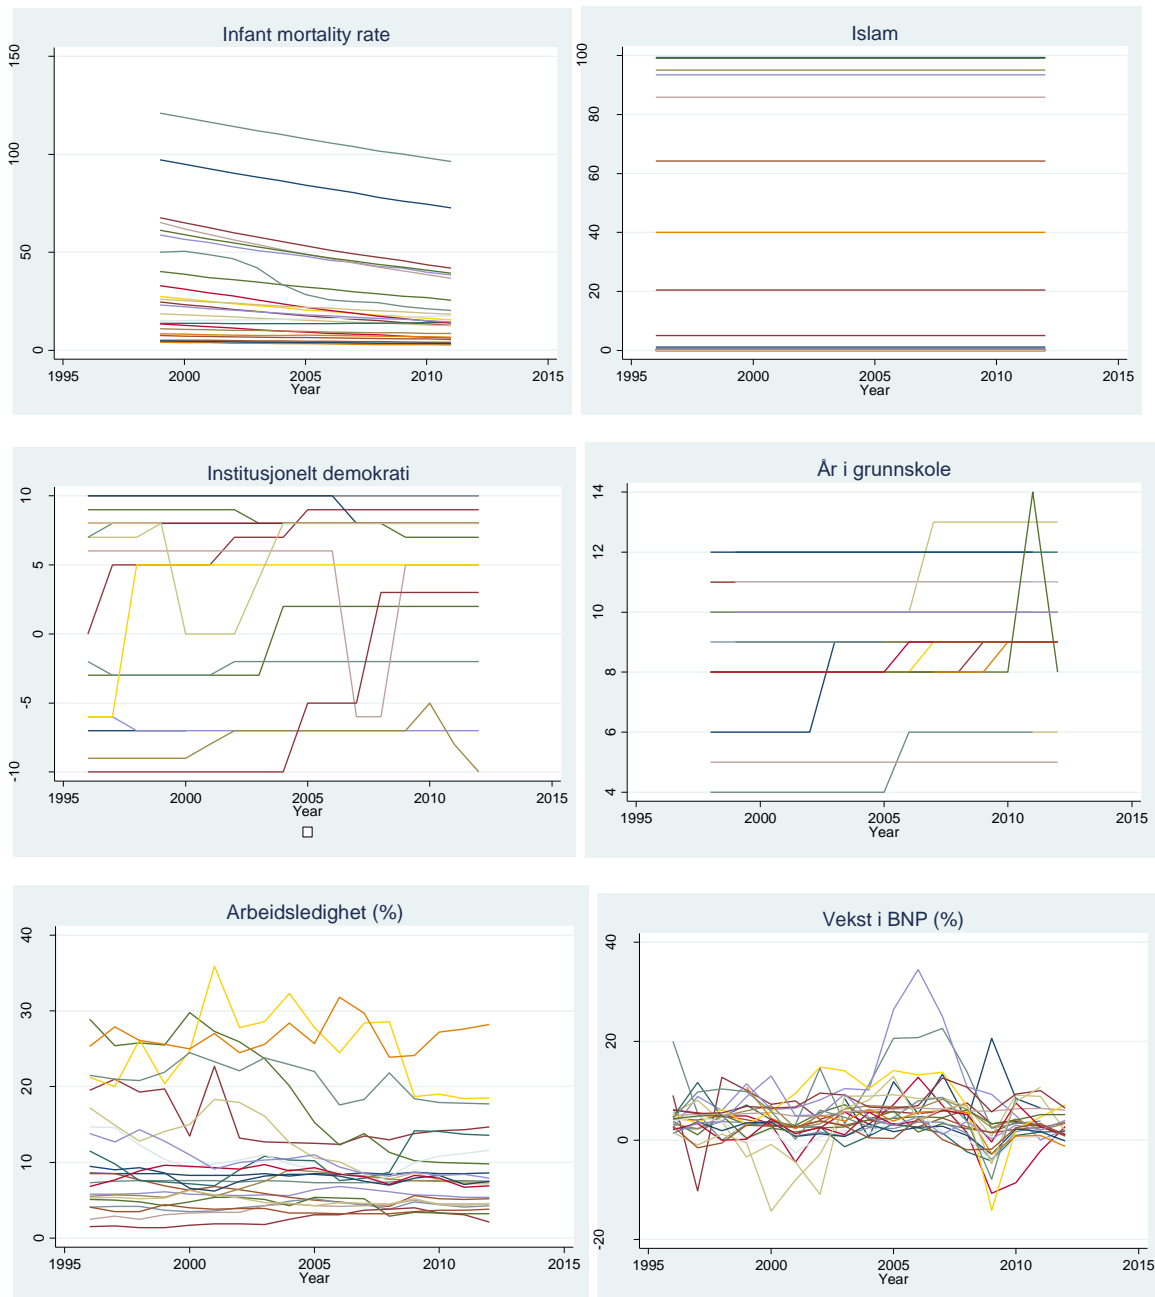 Infant mortality rate
150
100
50
0
1995 2000 2005 2010 2015
Year
Islam
100
80
60
40
20
0
1995 2000 2005 2010 2015
Year
Institusjonelt demokrati
10
5
0
-5
-10
1995 2000 2005 2010 2015
Year
År i grunnskole
14
12
10
8
6
4
1995 2000 2005 2010 2015
Year
Arbeidsledighet (%)
40
30
20
10
0
1995 2000 2005 2010 2015
Year
Vekst i BNP (%)
40
20
0
-20
1995 2000 2005 2010 2015
Year